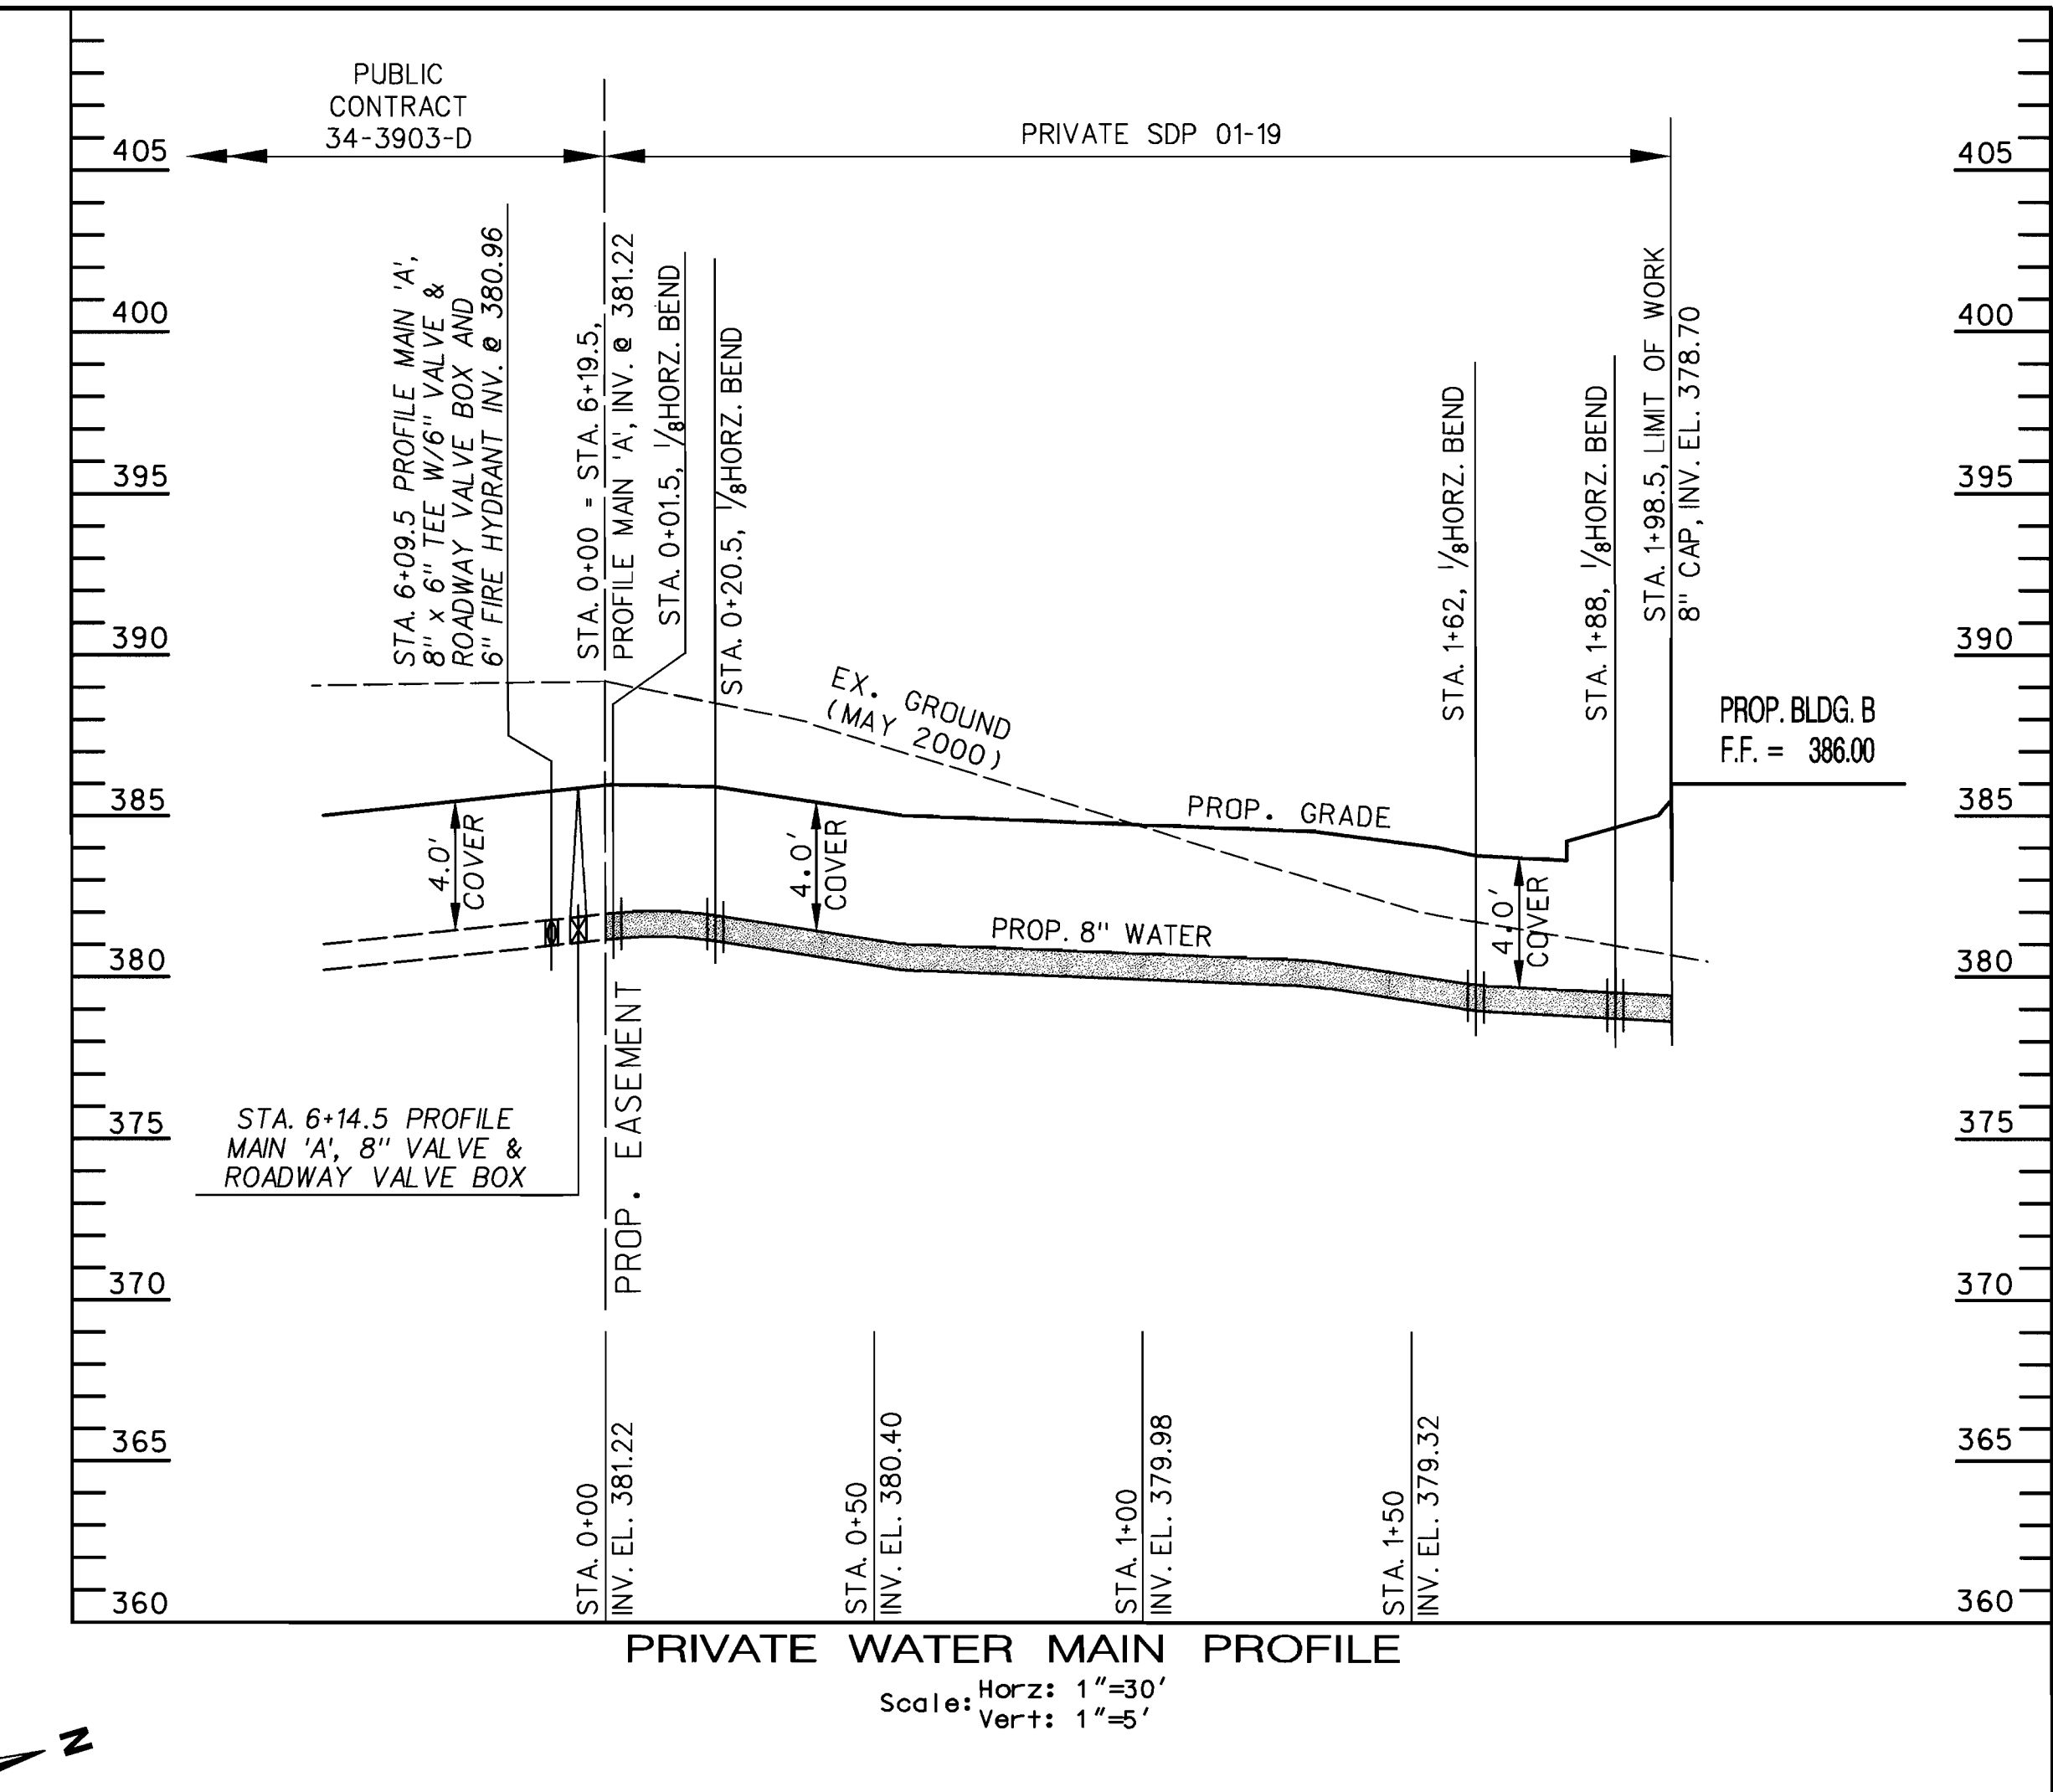 PUBLIC
CONTRACT
34-3903-D
PRIVATE SDP 01-19
405
400
395
390
385
380
375
370
365
360
405
400
395
390
385
380
375
370
365
360
STA. 6+09.5 PROFILE MAIN 'A',
8" x 6" TEE W/6" VALVE &
ROADWAY VALVE BOX AND
6" FIRE HYDRANT INV. @ 380.96
STA. 0+00 = STA. 6+19.5,
PROFILE MAIN 'A', INV. @ 381.22
STA. 0+01.5, 1/8 HORZ. BEND
STA. 0+20.5, 1/8 HORZ. BEND
STA. 1+62, 1/8 HORZ. BEND
STA. 1+88, 1/8 HORZ. BEND
STA. 1+98.5, LIMIT OF WORK
8" CAP, INV. EL. 378.70
EX. GROUND
(MAY 2000)
PROP. BLDG. B
F.F. = 386.00
PROP. GRADE
4.0'
COVER
4.0'
COVER
4.0'
COVER
PROP. 8" WATER
PROP. EASEMENT
STA. 6+14.5 PROFILE
MAIN 'A', 8" VALVE &
ROADWAY VALVE BOX
STA. 0+00
INV. EL. 381.22
STA. 0+50
INV. EL. 380.40
STA. 1+00
INV. EL. 379.98
STA. 1+50
INV. EL. 379.32
PRIVATE WATER MAIN PROFILE
Scale: Horz: 1"=30'
Vert: 1"=5'
N